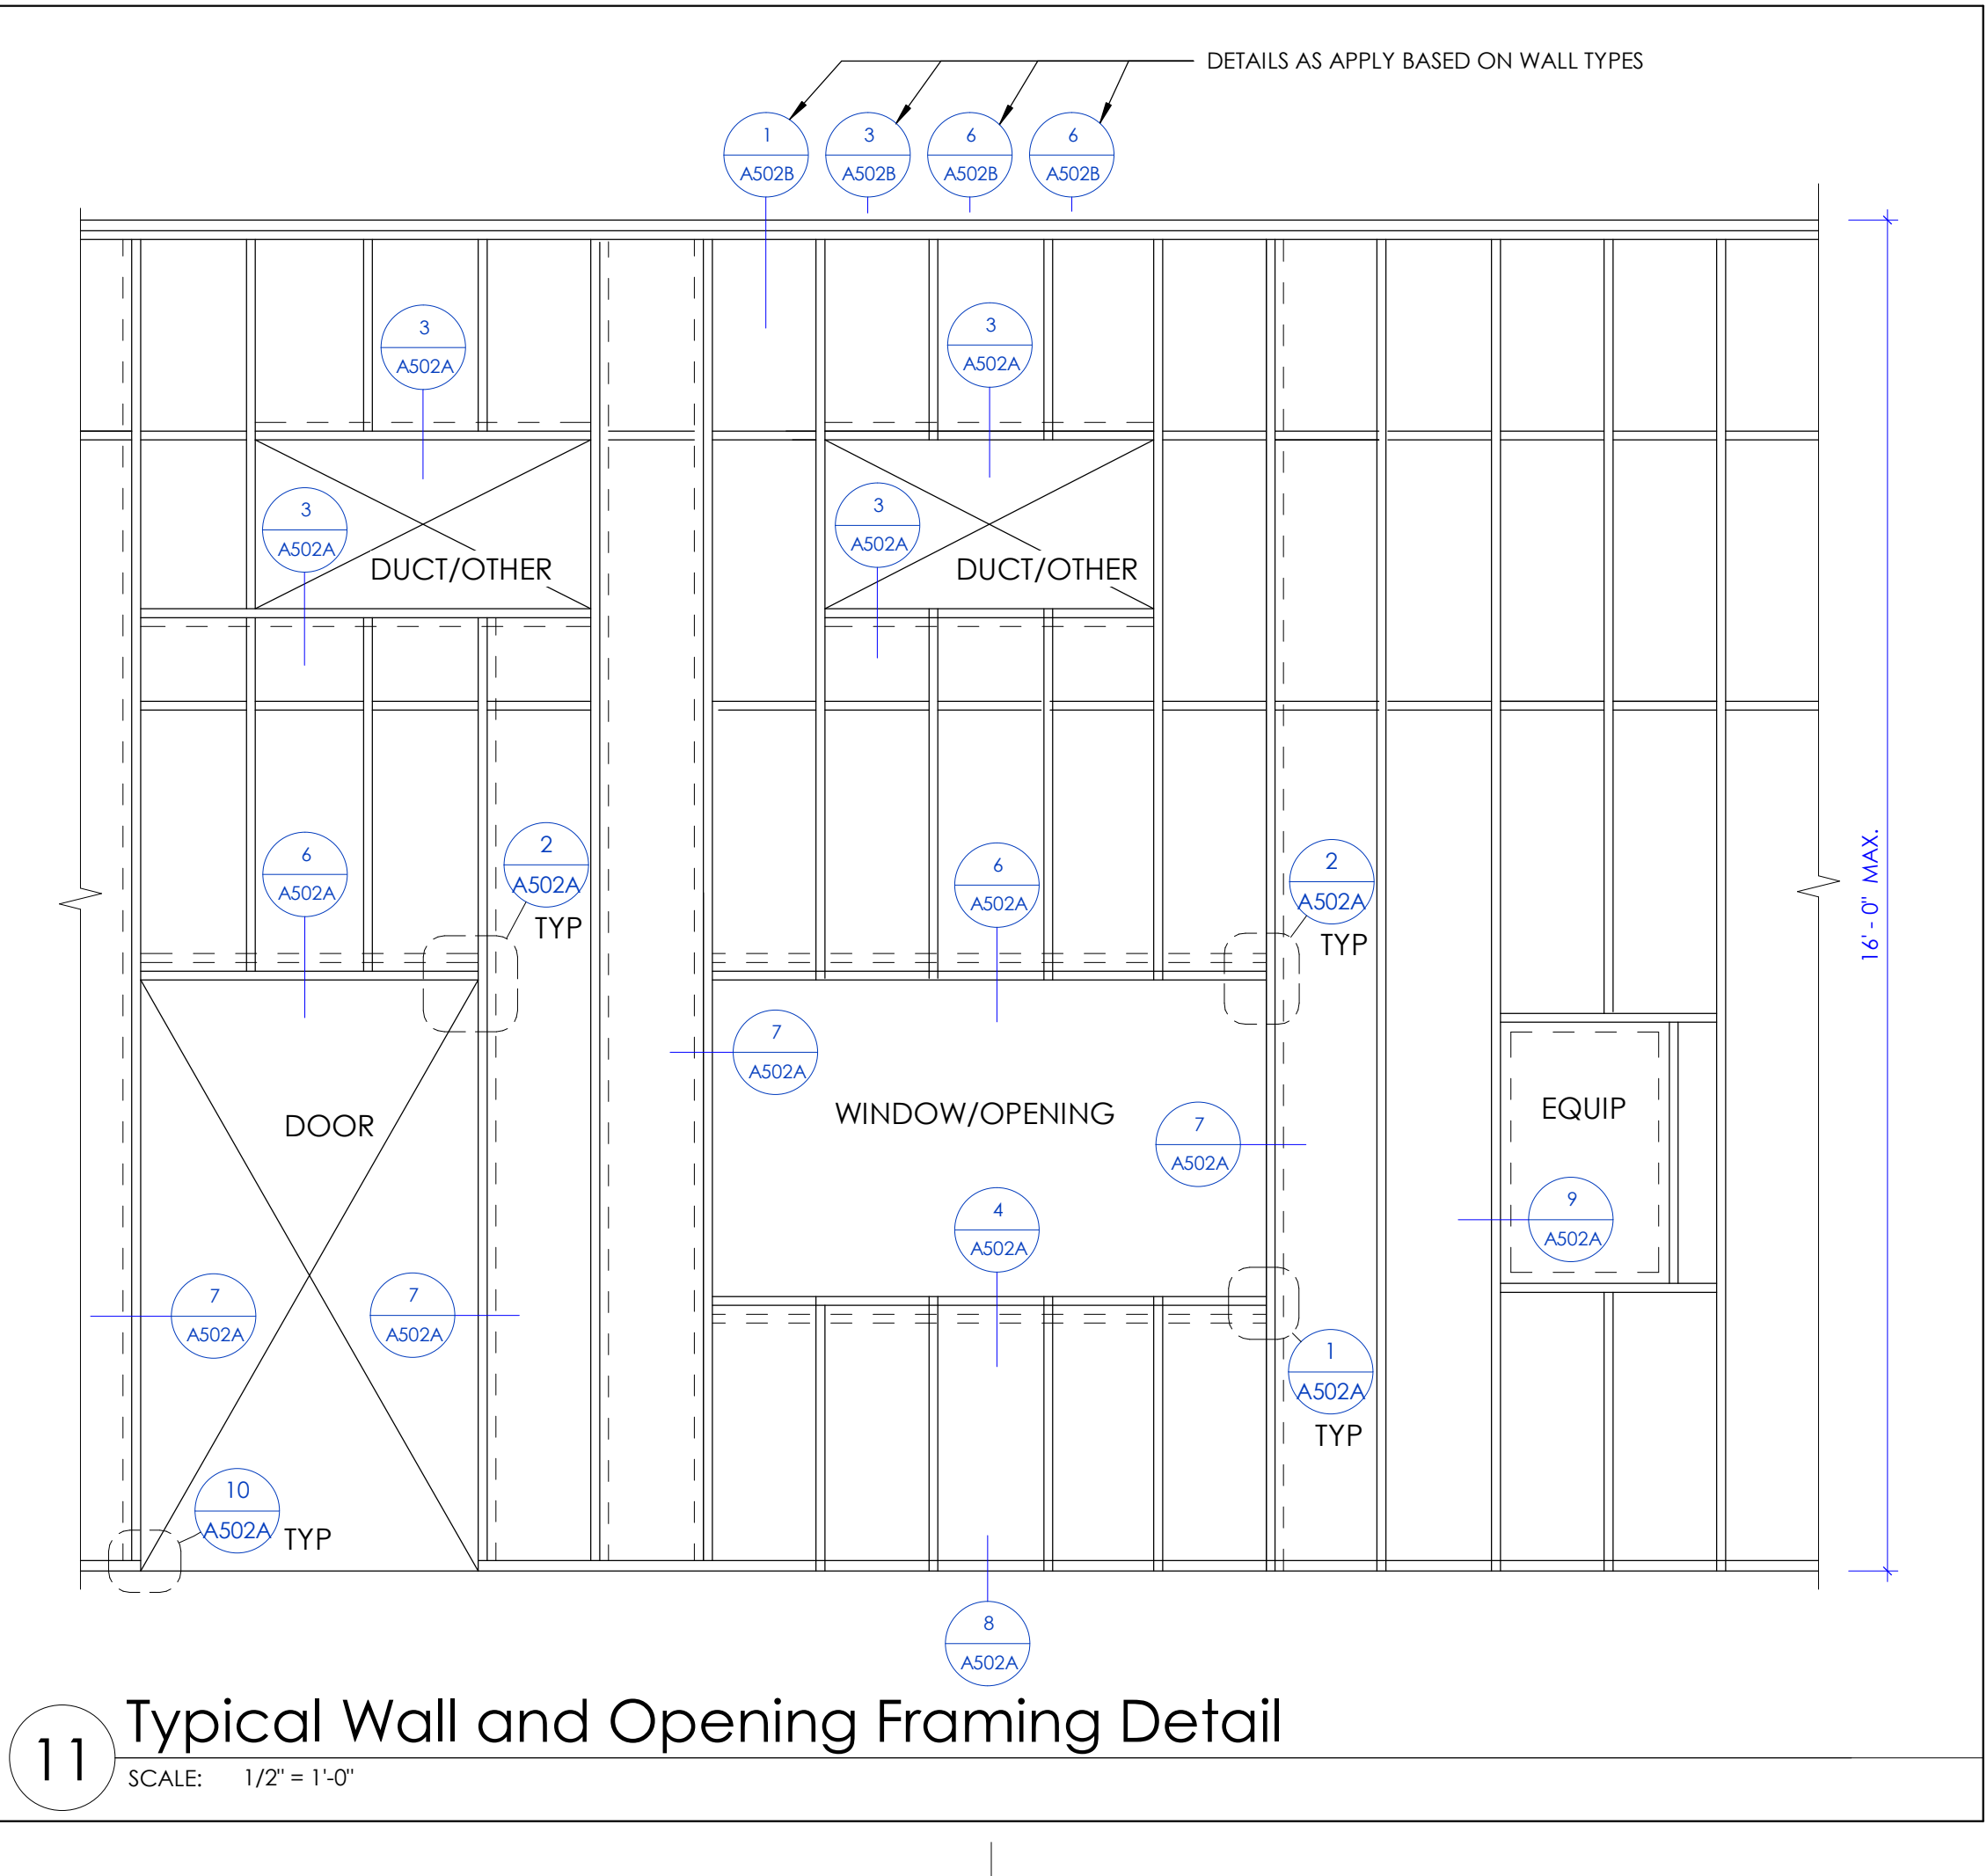 DETAILS AS APPLY BASED ON WALL TYPES
1
A502B
3
A502B
6
A502B
6
A502B
3
A502A
3
A502A
3
A502A
3
A502A
DUCT/OTHER
DUCT/OTHER
6
A502A
2
A502A
TYP
6
A502A
2
A502A
TYP
16' - 0" MAX.
7
A502A
DOOR
WINDOW/OPENING
7
A502A
EQUIP
9
A502A
4
A502A
7
A502A
7
A502A
1
A502A
TYP
10
A502A
TYP
8
A502A
11
Typical Wall and Opening Framing Detail
SCALE: 1/2" = 1'-0"